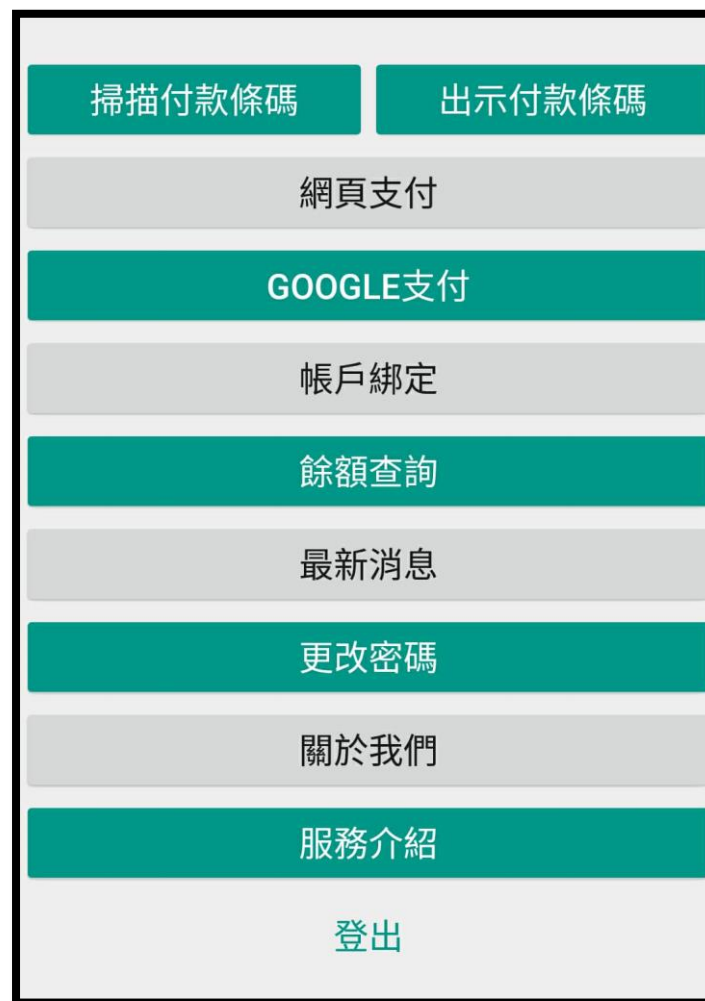 掃描付款條碼 出示付款條碼
網頁支付
GOOGLE支付
帳戶綁定
餘額查詢
最新消息
更改密碼
關於我們
服務介紹
登出